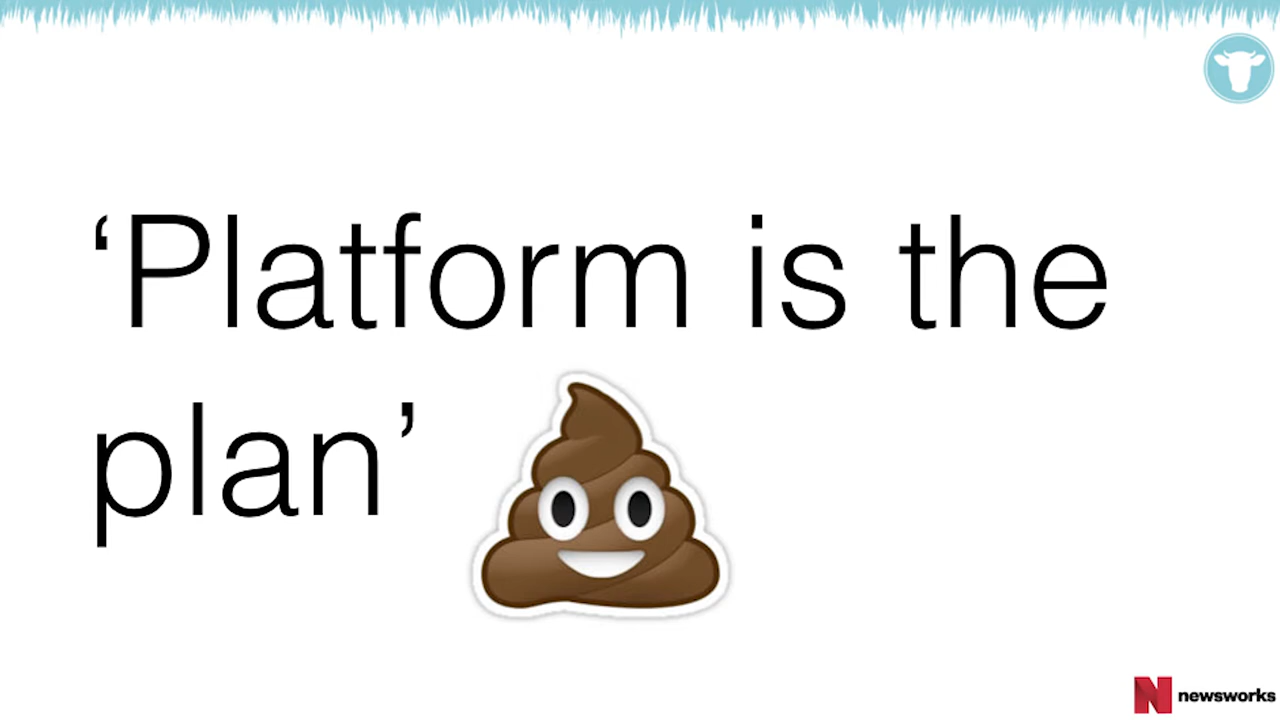 ‘Platform is the
plan’
newsworks